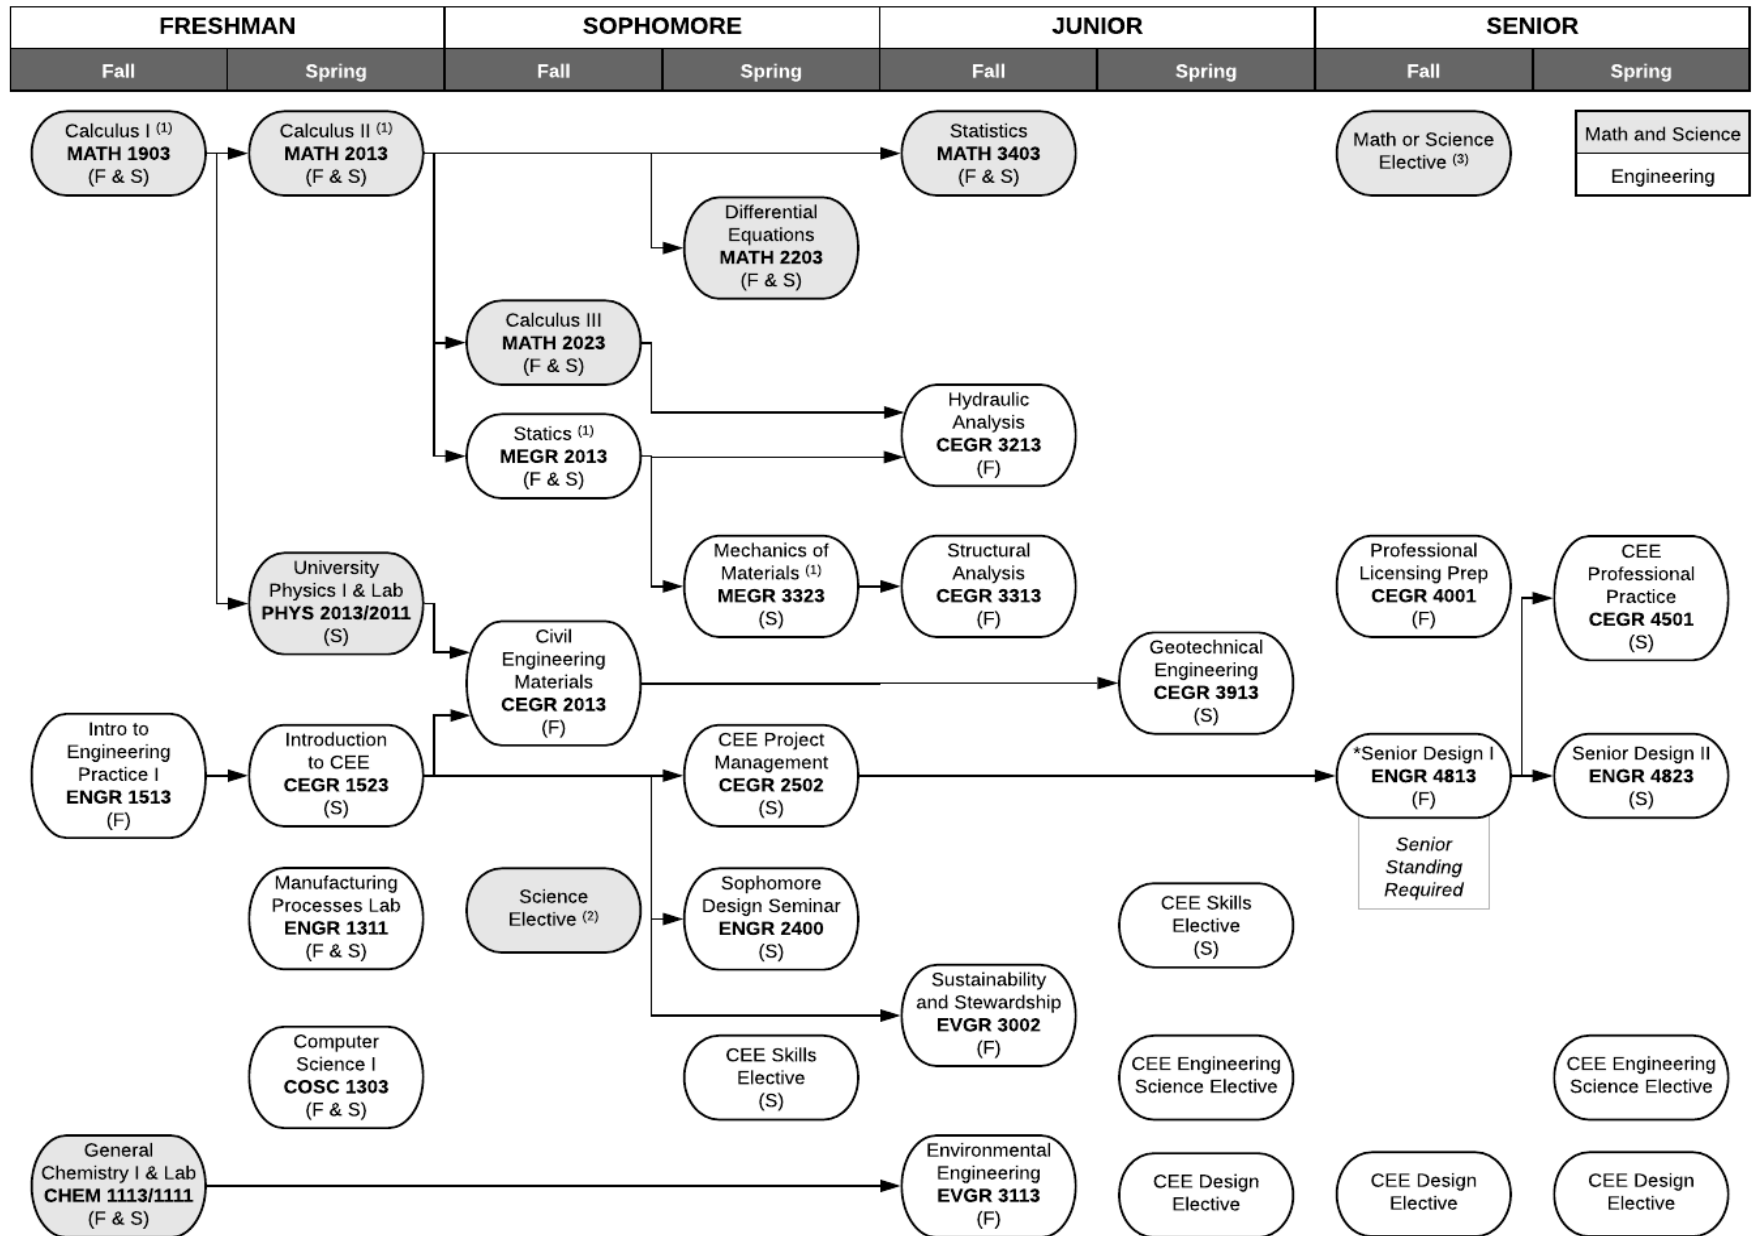 FRESHMAN
SOPHOMORE
JUNIOR
SENIOR
Fall
Spring
Fall
Spring
Fall
Spring
Fall
Spring
Calculus I (1)
MATH 1903
(F & S)
Calculus II (1)
MATH 2013
(F & S)
Statistics
MATH 3403
(F & S)
Math or Science
Elective (3)
Math and Science
Engineering
Differential
Equations
MATH 2203
(F & S)
Calculus III
MATH 2023
(F & S)
Hydraulic
Analysis
CEGR 3213
(F)
Statics (1)
MEGR 2013
(F & S)
University
Physics I & Lab
PHYS 2013/2011
(S)
Mechanics of
Materials (1)
MEGR 3323
(S)
Structural
Analysis
CEGR 3313
(F)
Professional
Licensing Prep
CEGR 4001
(F)
CEE
Professional
Practice
CEGR 4501
(S)
Civil
Engineering
Materials
CEGR 2013
(F)
Geotechnical
Engineering
CEGR 3913
(S)
Intro to
Engineering
Practice I
ENGR 1513
(F)
Introduction
to CEE
CEGR 1523
(S)
CEE Project
Management
CEGR 2502
(S)
*Senior Design I
ENGR 4813
(F)
Senior
Standing
Required
Senior Design II
ENGR 4823
(S)
Manufacturing
Processes Lab
ENGR 1311
(F & S)
Science
Elective (2)
Sophomore
Design Seminar
ENGR 2400
(S)
CEE Skills
Elective
(S)
Sustainability
and Stewardship
EVGR 3002
(F)
Computer
Science I
COSC 1303
(F & S)
CEE Skills
Elective
(S)
CEE Engineering
Science Elective
CEE Engineering
Science Elective
General
Chemistry I & Lab
CHEM 1113/1111
(F & S)
Environmental
Engineering
EVGR 3113
(F)
CEE Design
Elective
CEE Design
Elective
CEE Design
Elective